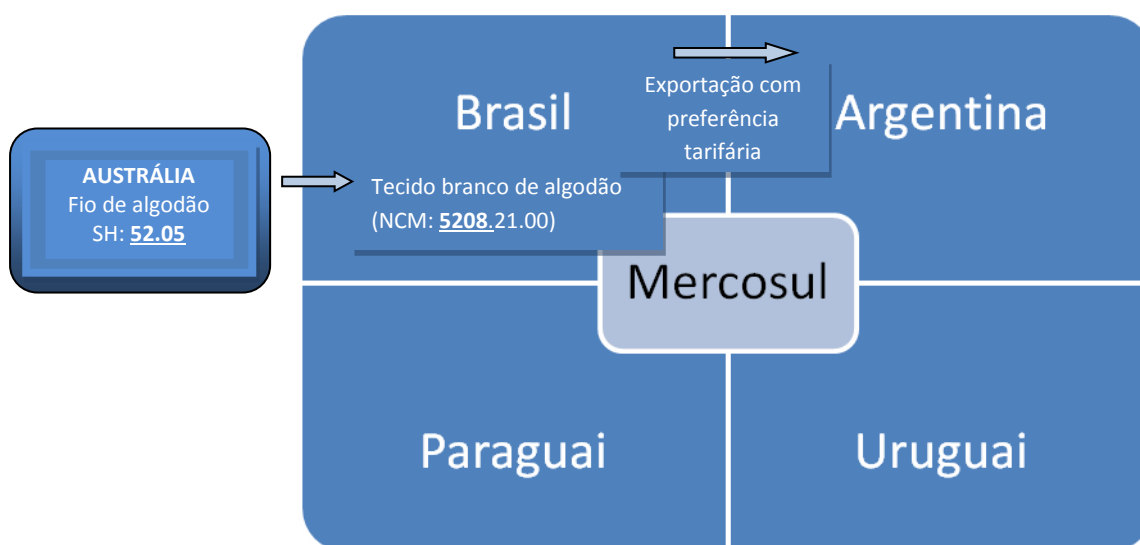 Brasil
Exportação com
preferência
tarifária
Argentina
AUSTRÁLIA
Fio de algodão
SH: 52.05
Tecido branco de algodão
(NCM: 5208.21.00)
Mercosul
Paraguai
Uruguai